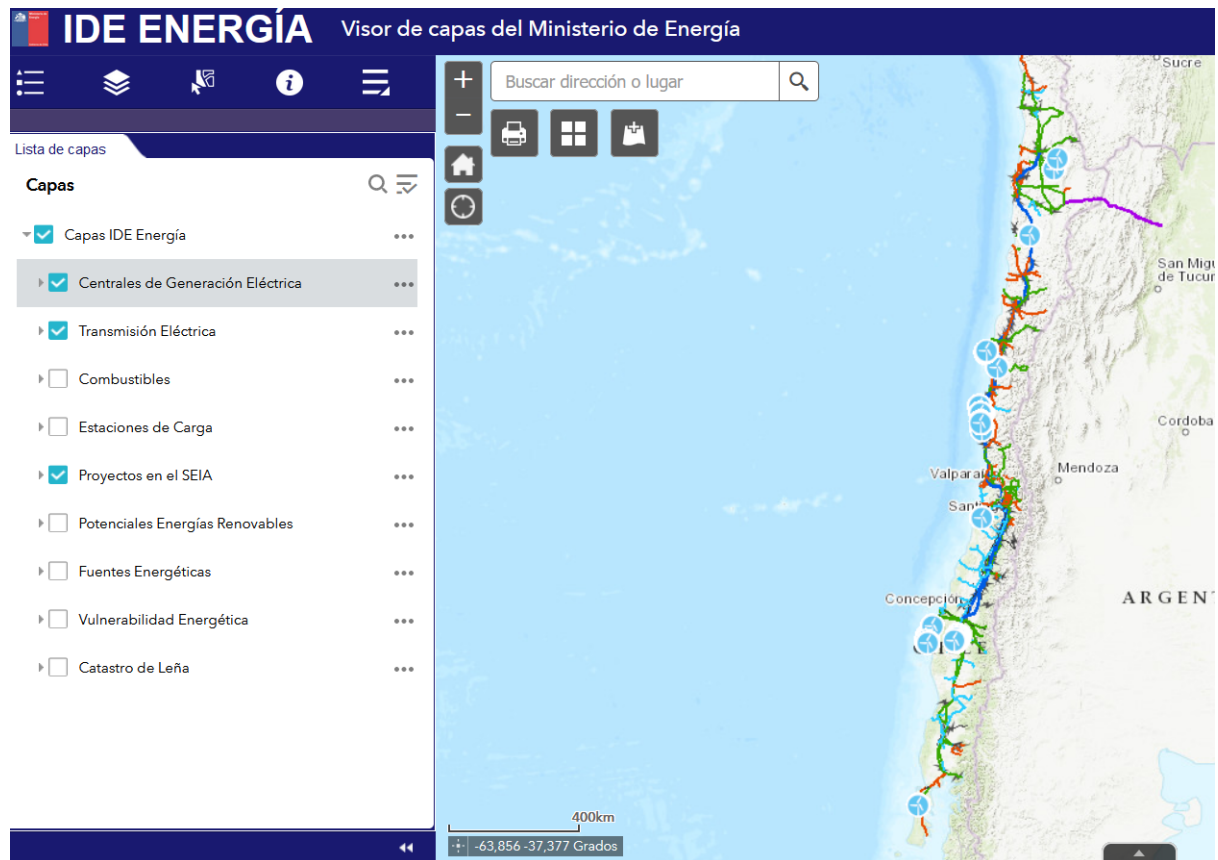 IDE ENERGÍA
Visor de capas del Ministerio de Energía
Lista de capas
Capas
Capas IDE Energía
Centrales de Generación Eléctrica
Transmisión Eléctrica
Combustibles
Estaciones de Carga
Proyectos en el SEIA
Potenciales Energías Renovables
Fuentes Energéticas
Vulnerabilidad Energética
Catastro de Leña
+
Buscar dirección o lugar
−
Sucre
San Migu
de Tucur
Cordoba
Valparaí
Mendoza
Concepción
ARGENT
400km
-63,856 -37,377 Grados